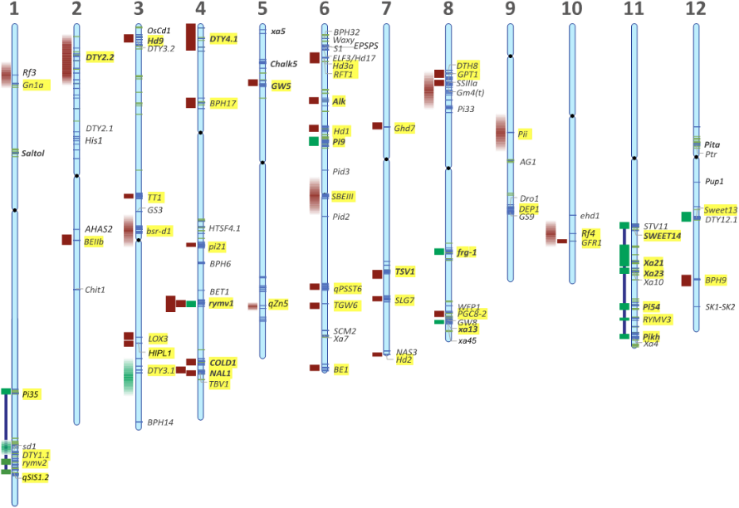 1 2 3 4 5 6 7 8 9 10 11 12
Rf3
Gn1a
Saltol
Pi35
sd1
DTY1.1
rymv2
qSIS1.2
DTY2.2
DTY2.1
His1
AHAS2
BEIIb
Chit1
OsCd1
Hd9
DTY3.2
TT1
GS3
bsr-d1
LOX3
HIPL1
DTY3.1
BPH14
DTY4.1
BPH17
HTSF4.1
pi21
BPH6
BET1
rymv1
COLD1
NAL1
TBV1
xa5
Chalk5
GW5
qZn5
BPH32
Waxy
S1
EPSPS
ELF3/Hd17
Hd3a
RFT1
Alk
Hd1
Pi9
Pid3
SBEIII
Pid2
qPSST6
TGW6
SCM2
Xa7
BE1
Ghd7
TSV1
SLG7
NAS3
Hd2
DTH8
GPT1
SSIIIa
Gm4(t)
Pi33
frg-1
WFP1
PGC8-2
GW8
xa13
xa45
Pii
AG1
Dro1
DEP1
GS9
ehd1
Rf4
GFR1
STV11
SWEET14
Xa21
Xa23
Xa10
Pi54
RYMV3
Pikh
Xa4
Pita
Ptr
Pup1
Sweet13
DTY12.1
BPH9
SK1-SK2